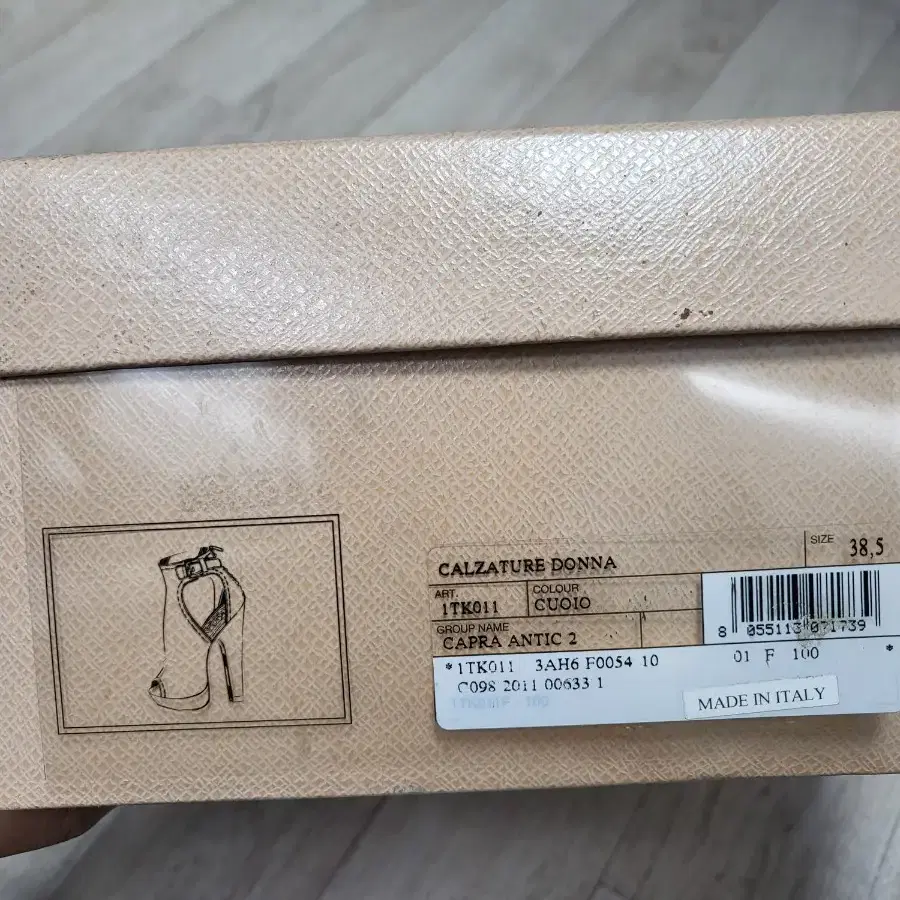 CALZATURE DONNA
SIZE 38,5
ART. 1TK011
COLOUR CUOIO
GROUP NAME
CAPRA ANTIC 2
8 055113 071739
*1TK011 3AH6 F0054 10 01 F 100 *
C098 2011 00633 1
MADE IN ITALY